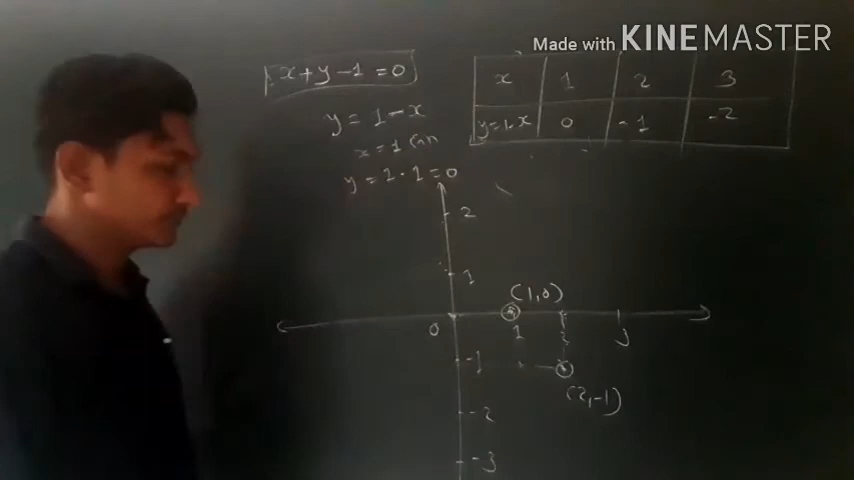 Made with KINEMASTER
x + y - 1 = 0
y = 1 - x
x = 1
y = 1 - 1 = 0
x 1 2 3
y=1-x 0 -1 -2
2
1
(1,0)
0 1 2 3
-1
(2,-1)
-2
-3